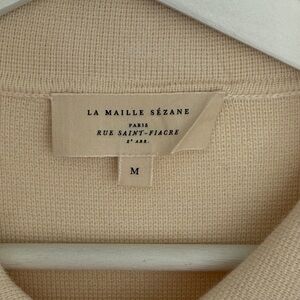 LA MAILLE SÉZANE
PARIS
RUE SAINT-FIACRE
2ᵉ ARR.
M